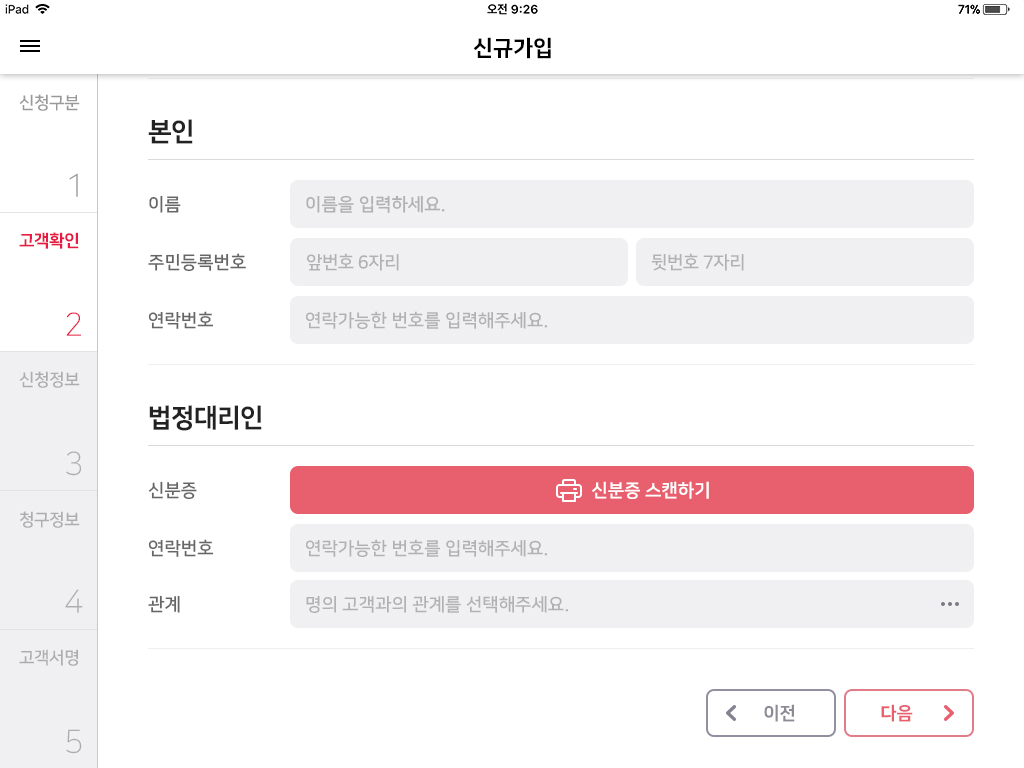 iPad 오전 9:26 71%
신규가입
신청구분
1
고객확인
2
신청정보
3
청구정보
4
고객서명
5
본인
이름 이름을 입력하세요.
주민등록번호 앞번호 6자리 뒷번호 7자리
연락번호 연락가능한 번호를 입력해주세요.
법정대리인
신분증 신분증 스캔하기
연락번호 연락가능한 번호를 입력해주세요.
관계 명의 고객과의 관계를 선택해주세요.
이전 다음